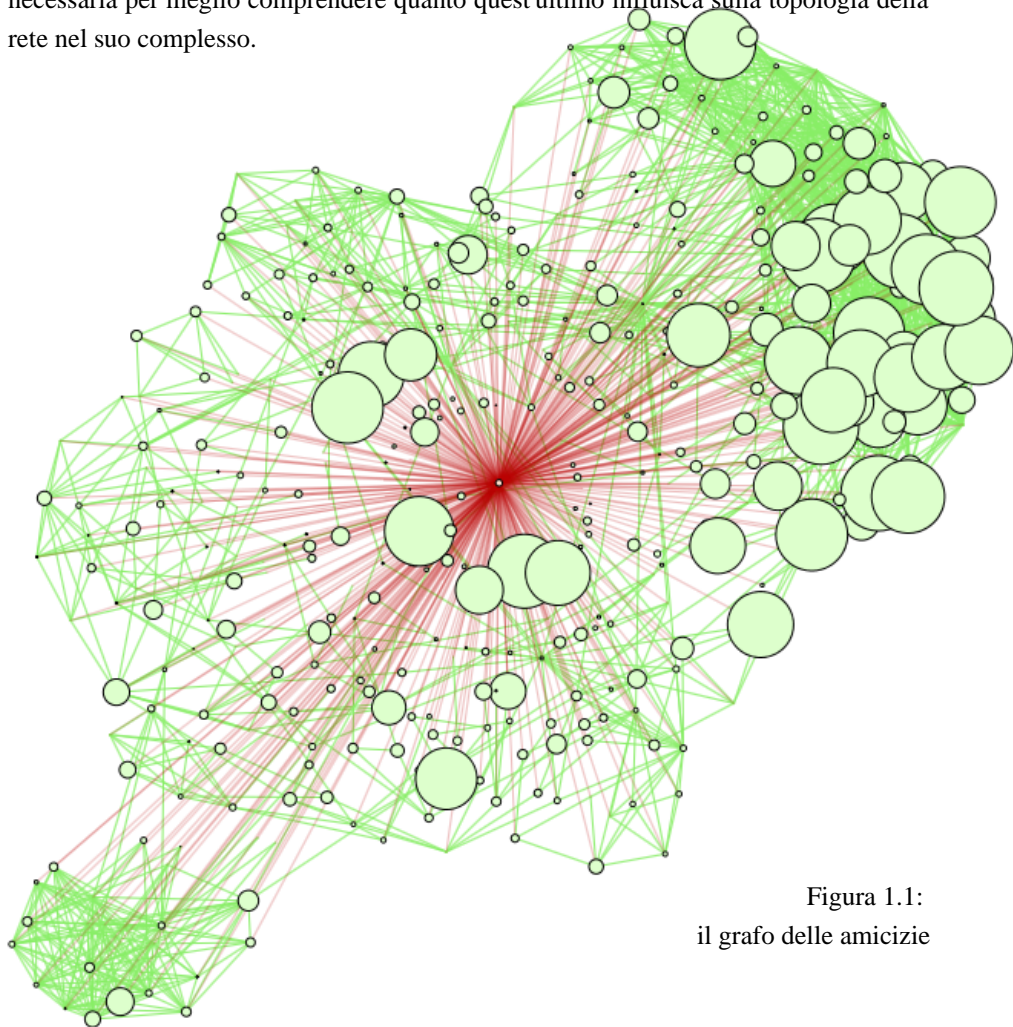 necessaria per meglio comprendere quanto quest'ultimo influisca sulla topologia della
rete nel suo complesso.
Figura 1.1:
il grafo delle amicizie